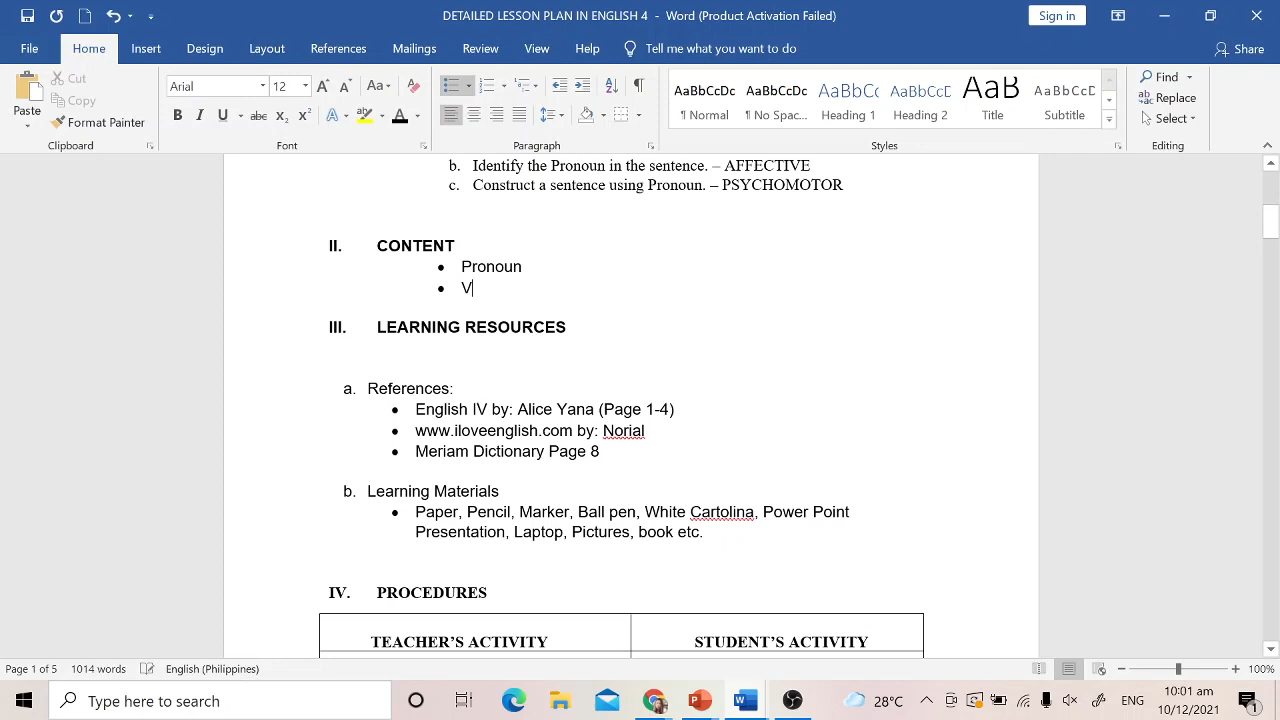 DETAILED LESSON PLAN IN ENGLISH 4 - Word (Product Activation Failed)
Sign in
File Home Insert Design Layout References Mailings Review View Help Tell me what you want to do Share
Cut
Copy
Paste
Format Painter
Clipboard
Arial 12
Font
Paragraph
AaBbCcDc AaBbCcDc AaBbCc AaBbCcD AaB AaBbCcD
¶ Normal ¶ No Spac... Heading 1 Heading 2 Title Subtitle
Styles
Find
Replace
Select
Editing
b. Identify the Pronoun in the sentence. – AFFECTIVE
c. Construct a sentence using Pronoun. – PSYCHOMOTOR
II. CONTENT
• Pronoun
• V
III. LEARNING RESOURCES
a. References:
• English IV by: Alice Yana (Page 1-4)
• www.iloveenglish.com by: Norial
• Meriam Dictionary Page 8
b. Learning Materials
• Paper, Pencil, Marker, Ball pen, White Cartolina, Power Point
Presentation, Laptop, Pictures, book etc.
IV. PROCEDURES
TEACHER'S ACTIVITY STUDENT'S ACTIVITY
Page 1 of 5 1014 words English (Philippines) 100%
Type here to search
28°C ENG 10:01 am
10/12/2021